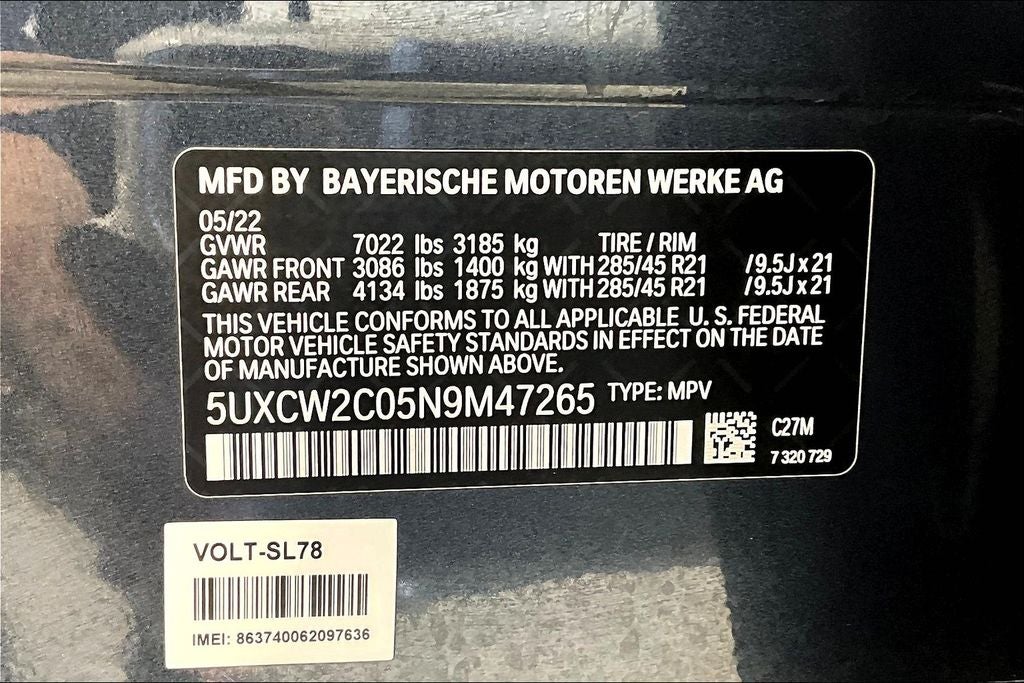 MFD BY BAYERISCHE MOTOREN WERKE AG
05/22
GVWR 7022 lbs 3185 kg TIRE / RIM
GAWR FRONT 3086 lbs 1400 kg WITH 285/45 R21 /9.5J x 21
GAWR REAR 4134 lbs 1875 kg WITH 285/45 R21 /9.5J x 21
THIS VEHICLE CONFORMS TO ALL APPLICABLE U. S. FEDERAL
MOTOR VEHICLE SAFETY STANDARDS IN EFFECT ON THE DATE
OF MANUFACTURE SHOWN ABOVE.
5UXCW2C05N9M47265 TYPE: MPV
C27M
7 320 729
VOLT-SL78
IMEI: 863740062097636